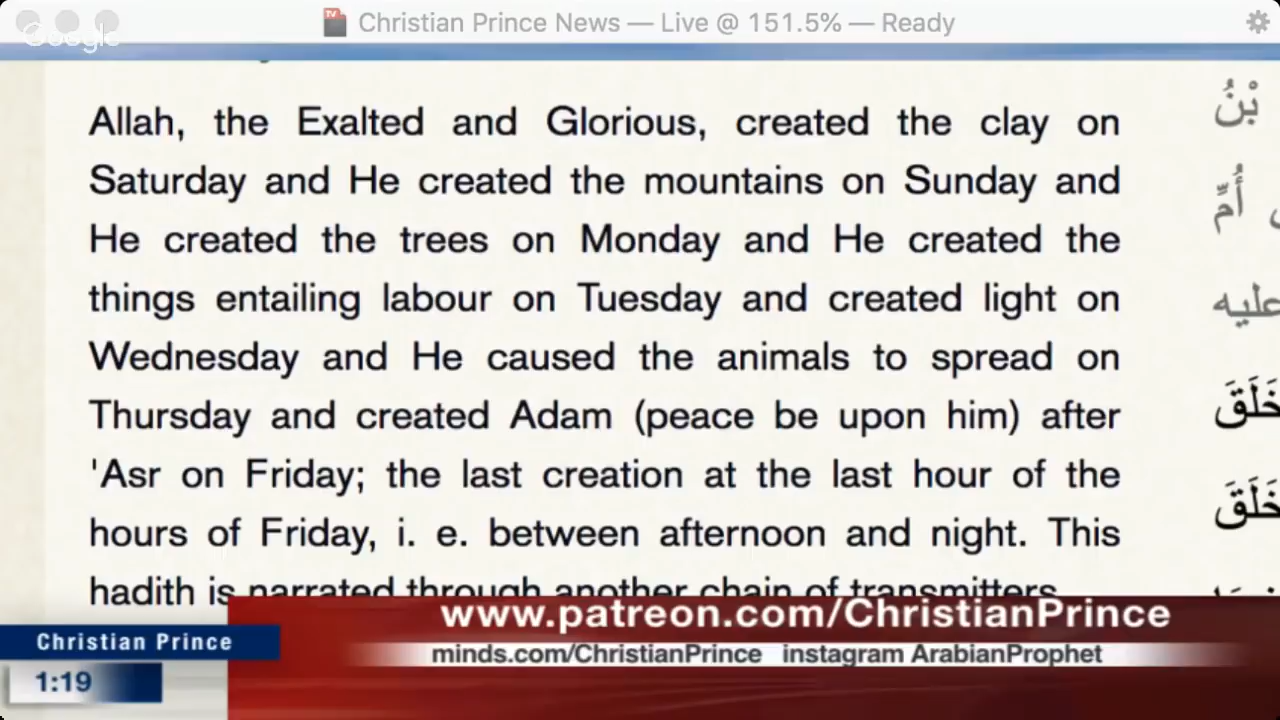 Christian Prince News — Live @ 151.5% — Ready
Google
Allah, the Exalted and Glorious, created the clay on
Saturday and He created the mountains on Sunday and
He created the trees on Monday and He created the
things entailing labour on Tuesday and created light on
Wednesday and He caused the animals to spread on
Thursday and created Adam (peace be upon him) after
'Asr on Friday; the last creation at the last hour of the
hours of Friday, i. e. between afternoon and night. This
hadith is narrated through another chain of transmitters.
بْنُ
أُمِّ
عليه
خَلَقَ
خَلَقَ
www.patreon.com/ChristianPrince
Christian Prince
minds.com/ChristianPrince instagram ArabianProphet
1:19